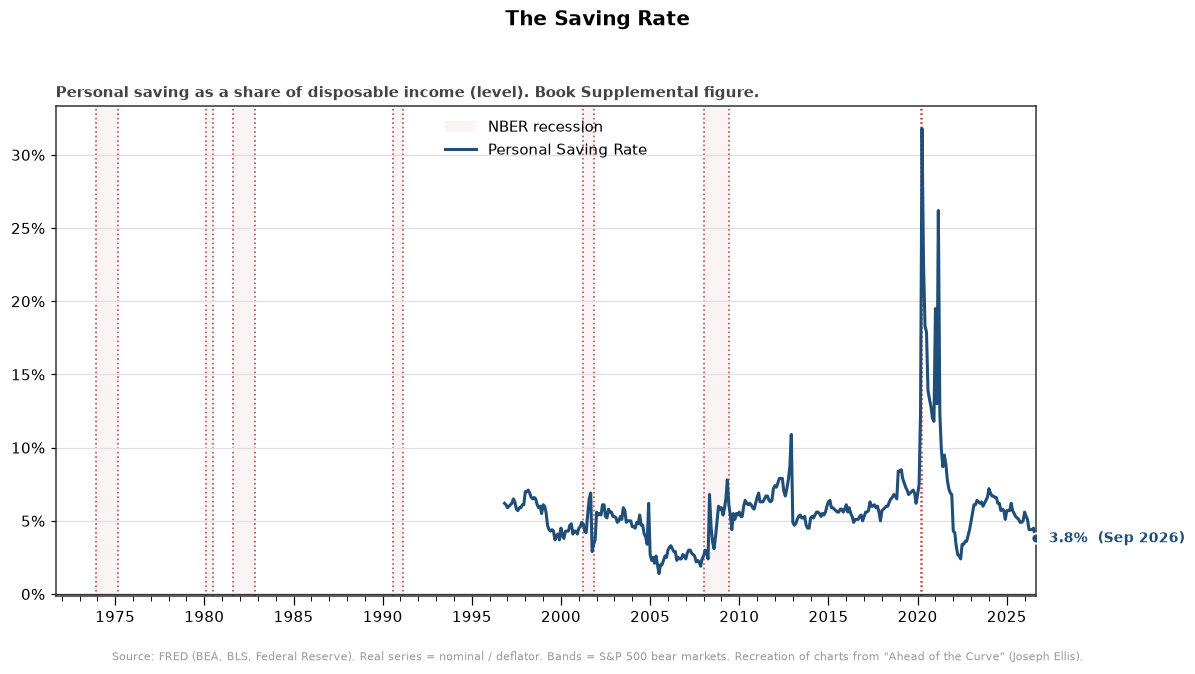 The Saving Rate
Personal saving as a share of disposable income (level). Book Supplemental figure.
NBER recession
Personal Saving Rate
30%
25%
20%
15%
10%
5%
0%
3.8%  (Sep 2026)
1975 1980 1985 1990 1995 2000 2005 2010 2015 2020 2025
Source: FRED (BEA, BLS, Federal Reserve). Real series = nominal / deflator. Bands = S&P 500 bear markets. Recreation of charts from "Ahead of the Curve" (Joseph Ellis).